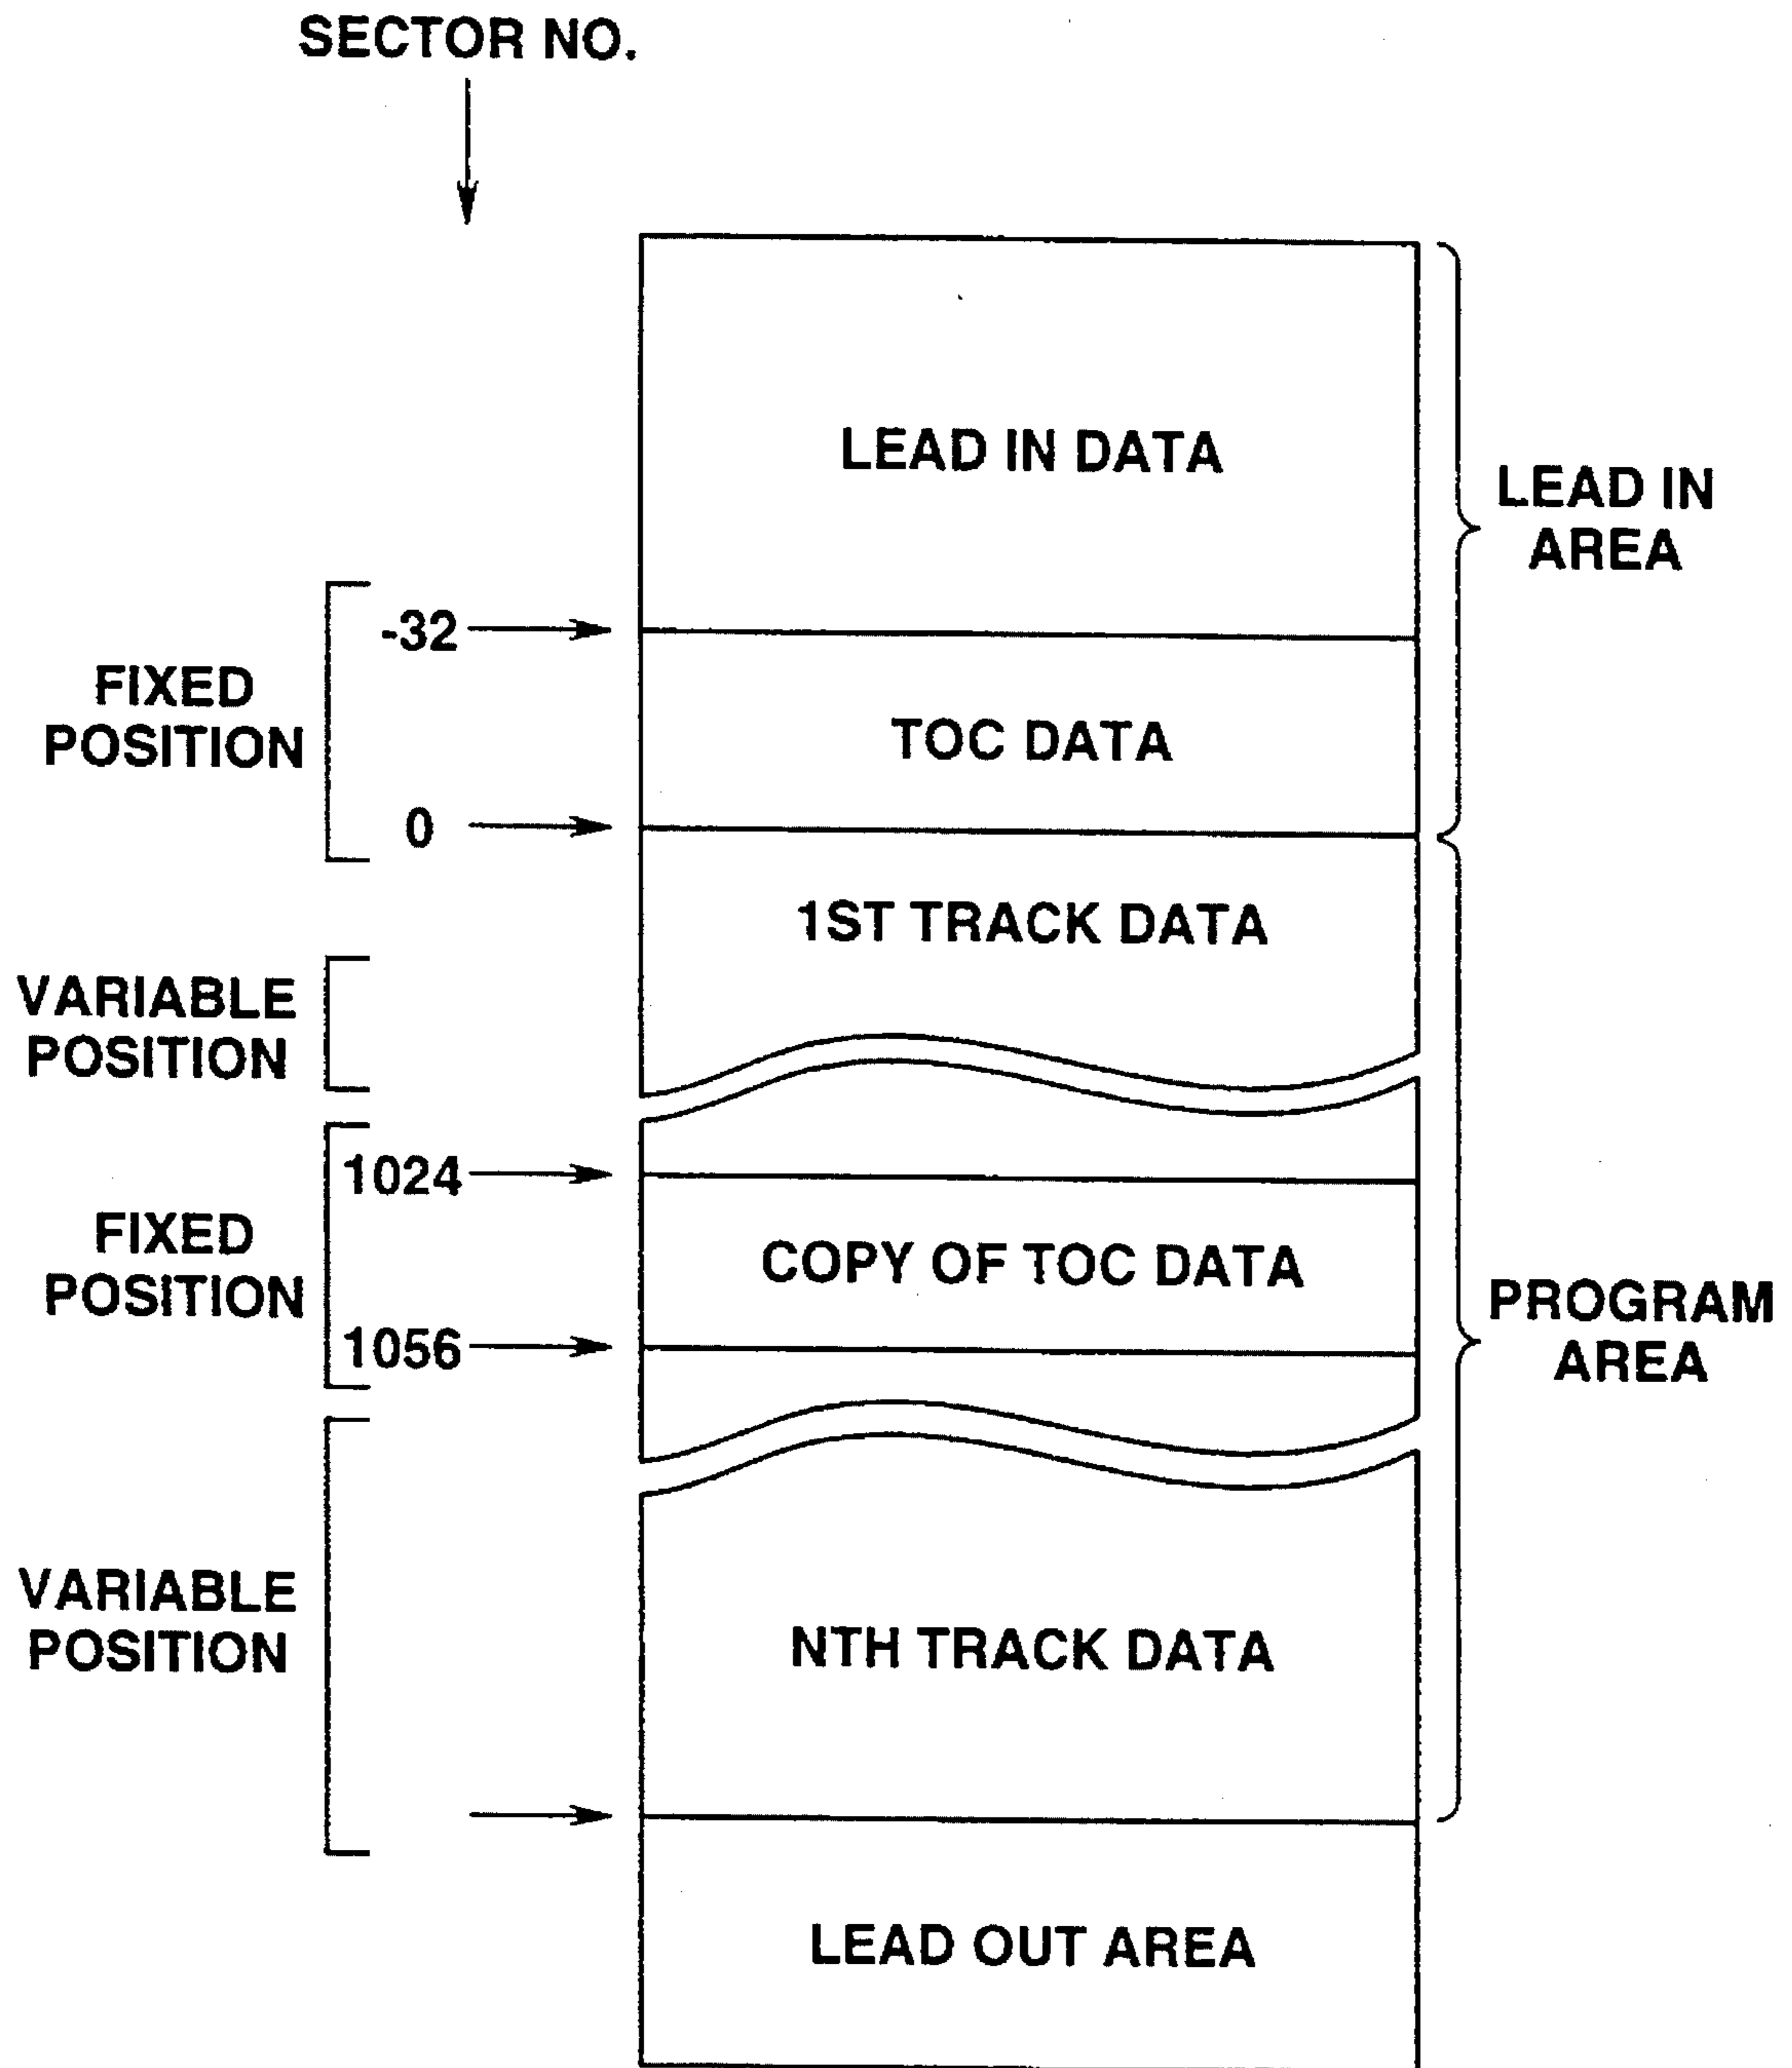 SECTOR NO.
LEAD IN DATA
LEAD IN
AREA
-32
FIXED
POSITION
TOC DATA
0
1ST TRACK DATA
VARIABLE
POSITION
1024
FIXED
POSITION
COPY OF TOC DATA
1056
PROGRAM
AREA
VARIABLE
POSITION
NTH TRACK DATA
LEAD OUT AREA